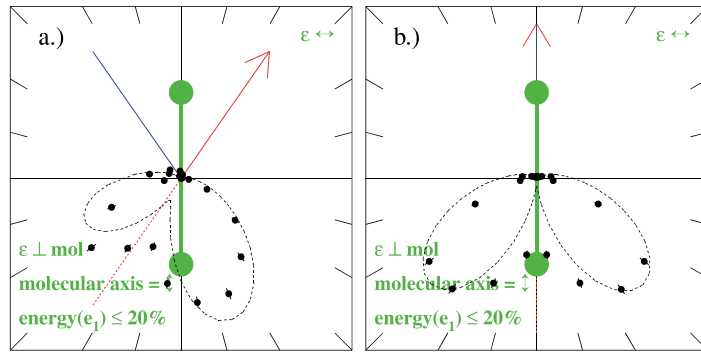 a.)
ε ↔
ε ⊥ mol
molecular axis = ↕
energy(e₁) ≤ 20%
b.)
ε ↔
ε ⊥ mol
molecular axis = ↕
energy(e₁) ≤ 20%